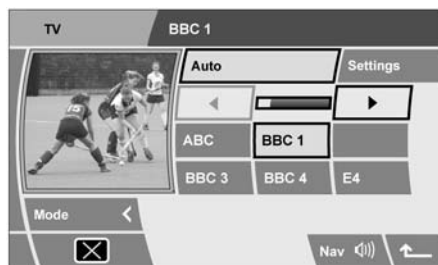 TV BBC 1
Auto Settings
ABC BBC 1
BBC 3 BBC 4 E4
Mode
Nav